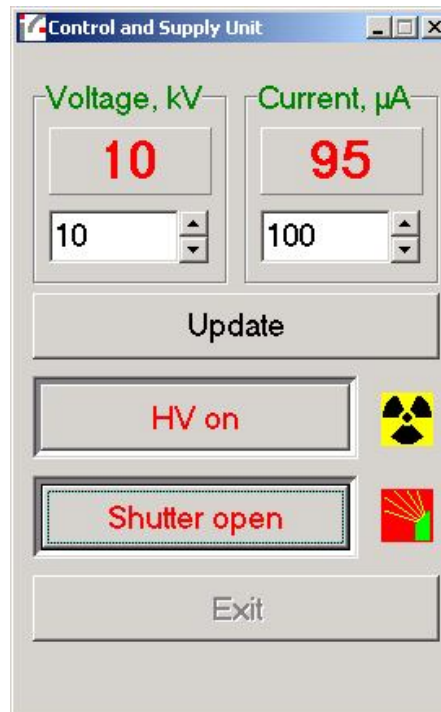 Control and Supply Unit
Voltage, kV Current, µA
10 95
10 100
Update
HV on
Shutter open
Exit